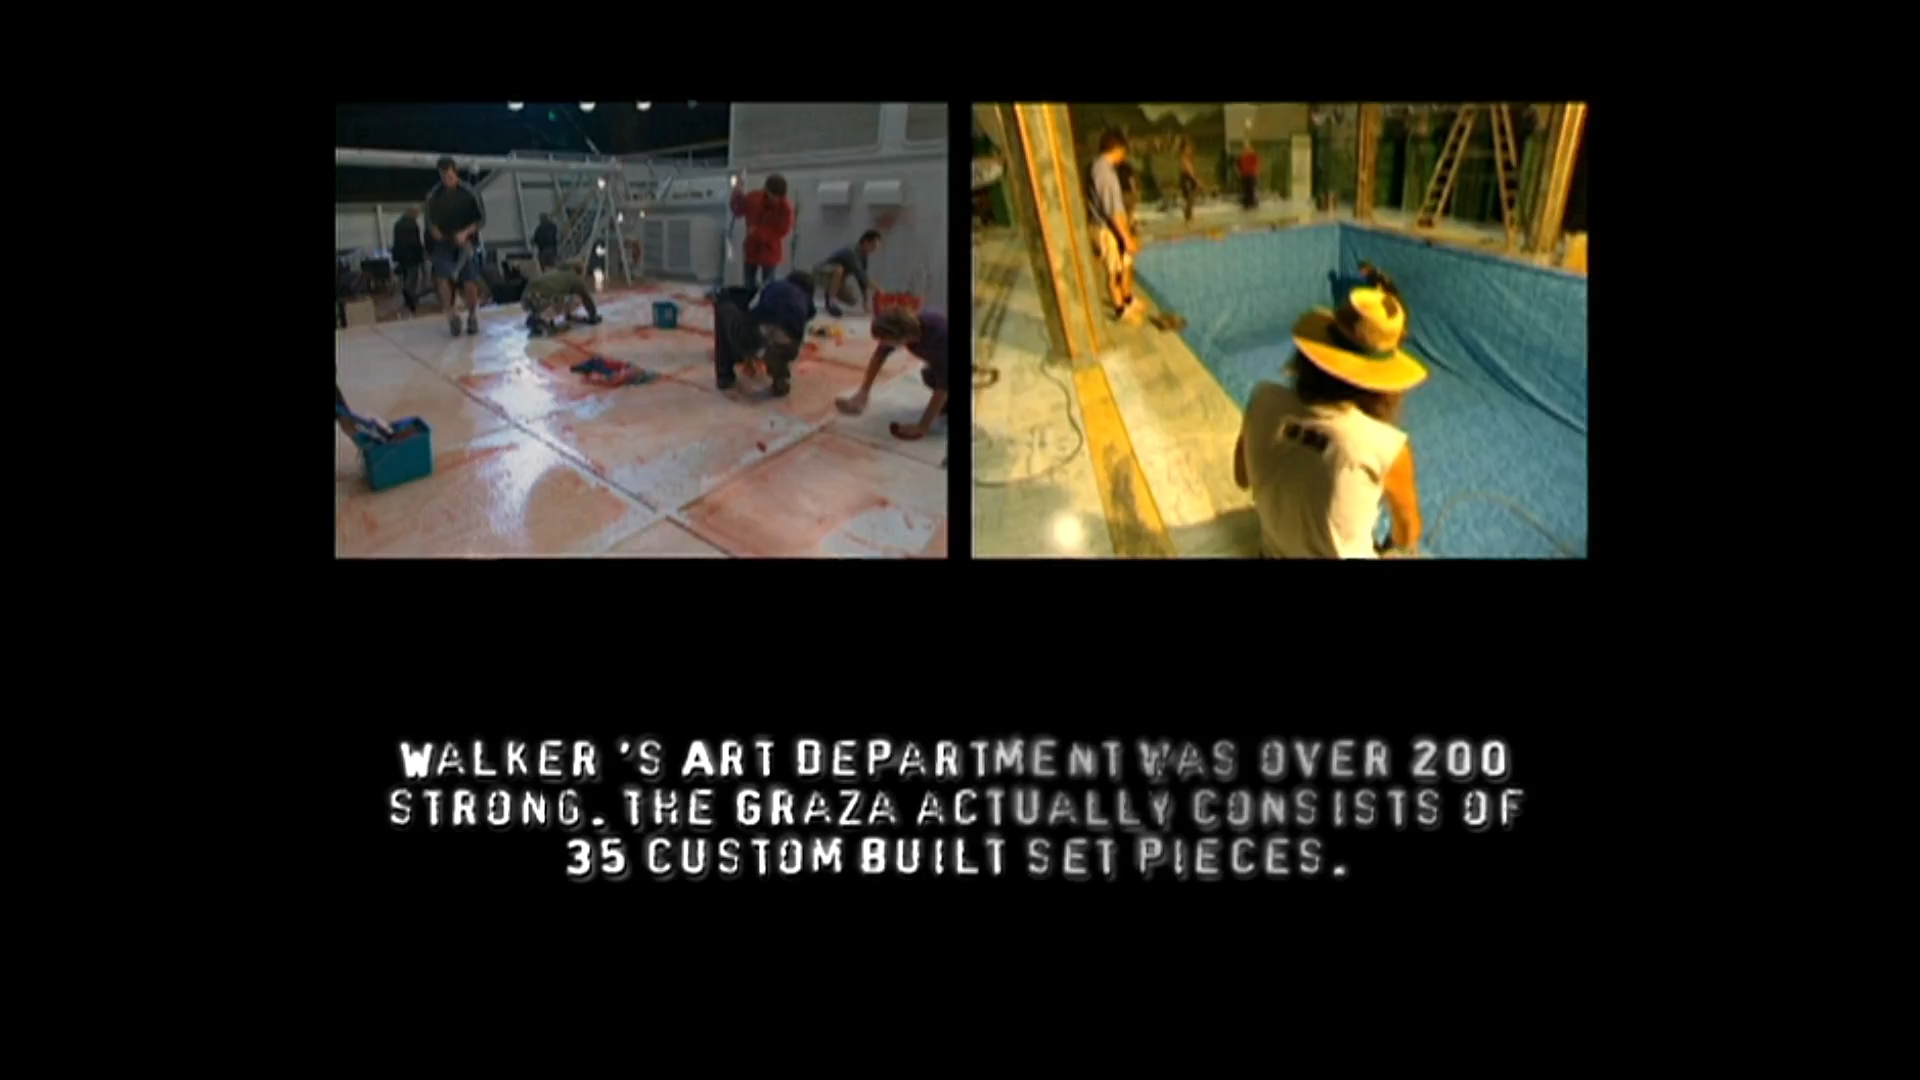 WALKER 'S ART DEPARTMENT WAS OVER 200
STRONG. THE GRAZA ACTUALLY CONSISTS OF
35 CUSTOM BUILT SET PIECES.